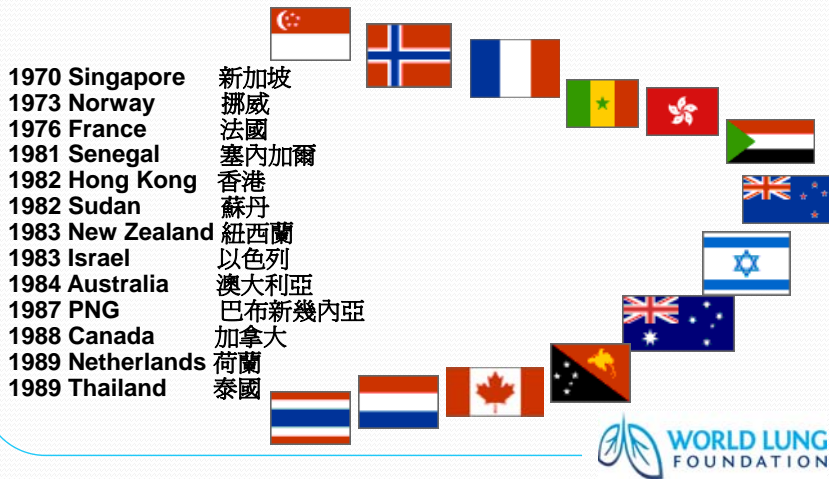 1970 Singapore 新加坡
1973 Norway 挪威
1976 France 法國
1981 Senegal 塞內加爾
1982 Hong Kong 香港
1982 Sudan 蘇丹
1983 New Zealand 紐西蘭
1983 Israel 以色列
1984 Australia 澳大利亞
1987 PNG 巴布新幾內亞
1988 Canada 加拿大
1989 Netherlands 荷蘭
1989 Thailand 泰國
WORLD LUNG
FOUNDATION